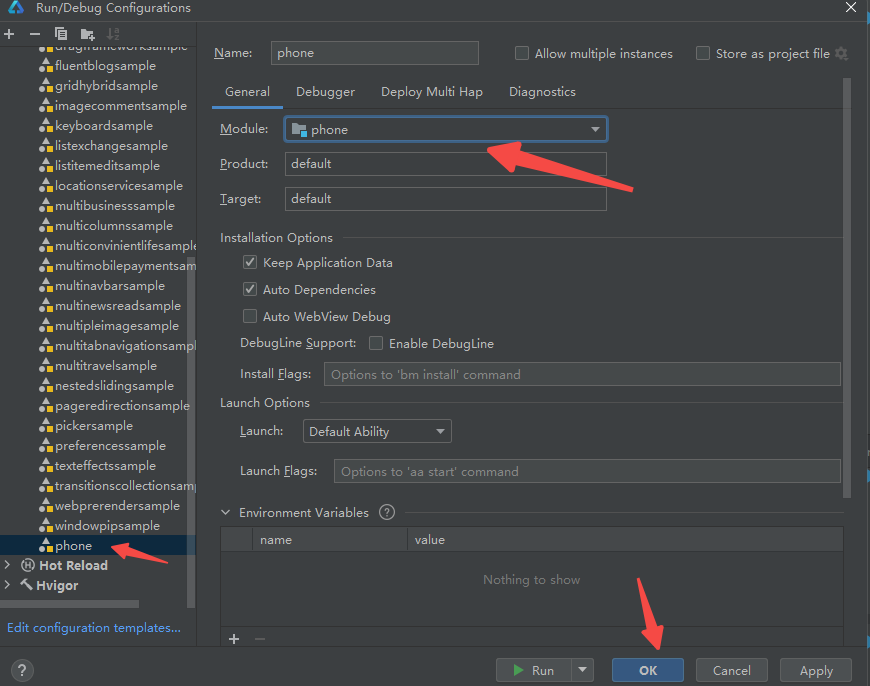 Run/Debug Configurations
dragframeworksample
fluentblogsample
gridhybridsample
imagecommentsample
keyboardsample
listexchangesample
listitemeditsample
locationservicesample
multibusinesssample
multicolumnssample
multiconvinientlifesample
multimobilepaymentsam
multinavbarsample
multinewsreadsample
multipleimagesample
multitabnavigationsampl
multitravelsample
nestedslidingsample
pageredirectionsample
pickersample
preferencessample
texteffectssample
transitionscollectionsam
webprerendersample
windowpipsample
phone
Hot Reload
Hvigor
Edit configuration templates...
Name: phone
Allow multiple instances
Store as project file
General Debugger Deploy Multi Hap Diagnostics
Module: phone
Product: default
Target: default
Installation Options
Keep Application Data
Auto Dependencies
Auto WebView Debug
DebugLine Support: Enable DebugLine
Install Flags: Options to 'bm install' command
Launch Options
Launch: Default Ability
Launch Flags: Options to 'aa start' command
Environment Variables ?
name value
Nothing to show
? Run OK Cancel Apply